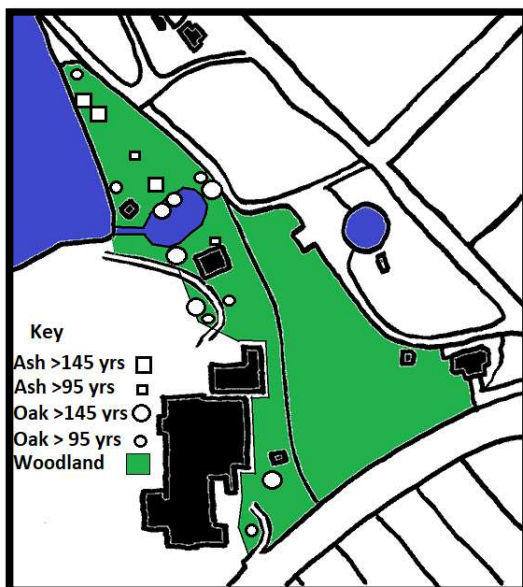 Key
Ash >145 yrs
Ash >95 yrs
Oak >145 yrs
Oak > 95 yrs
Woodland